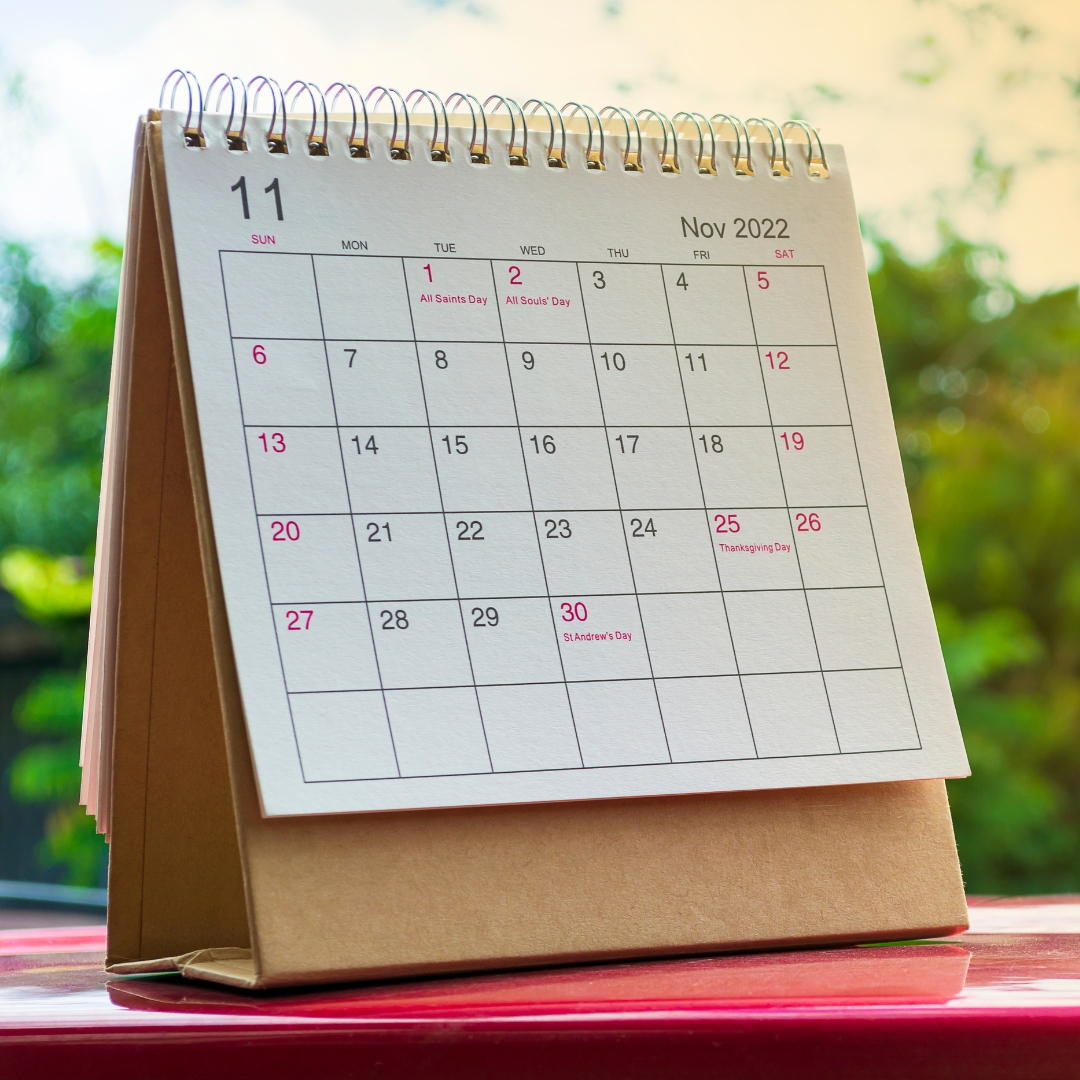 11
Nov 2022
SUN MON TUE WED THU FRI SAT
1 2 3 4 5
All Saints Day All Souls' Day
6 7 8 9 10 11 12
13 14 15 16 17 18 19
20 21 22 23 24 25 26
Thanksgiving Day
27 28 29 30
St Andrew's Day